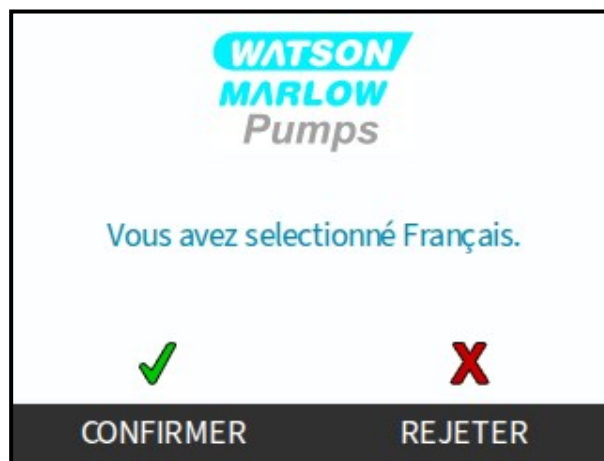 WATSON
MARLOW
Pumps
Vous avez selectionné Français.
CONFIRMER REJETER